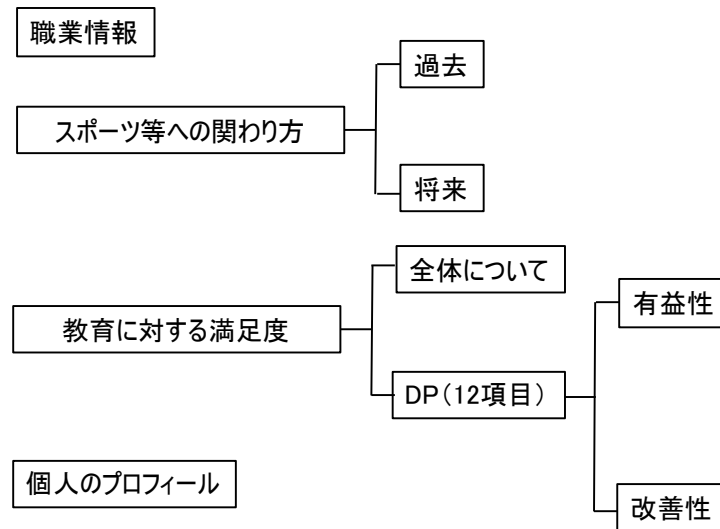 職業情報
過去
スポーツ等への関わり方
将来
全体について
有益性
教育に対する満足度
DP(12項目)
個人のプロフィール
改善性